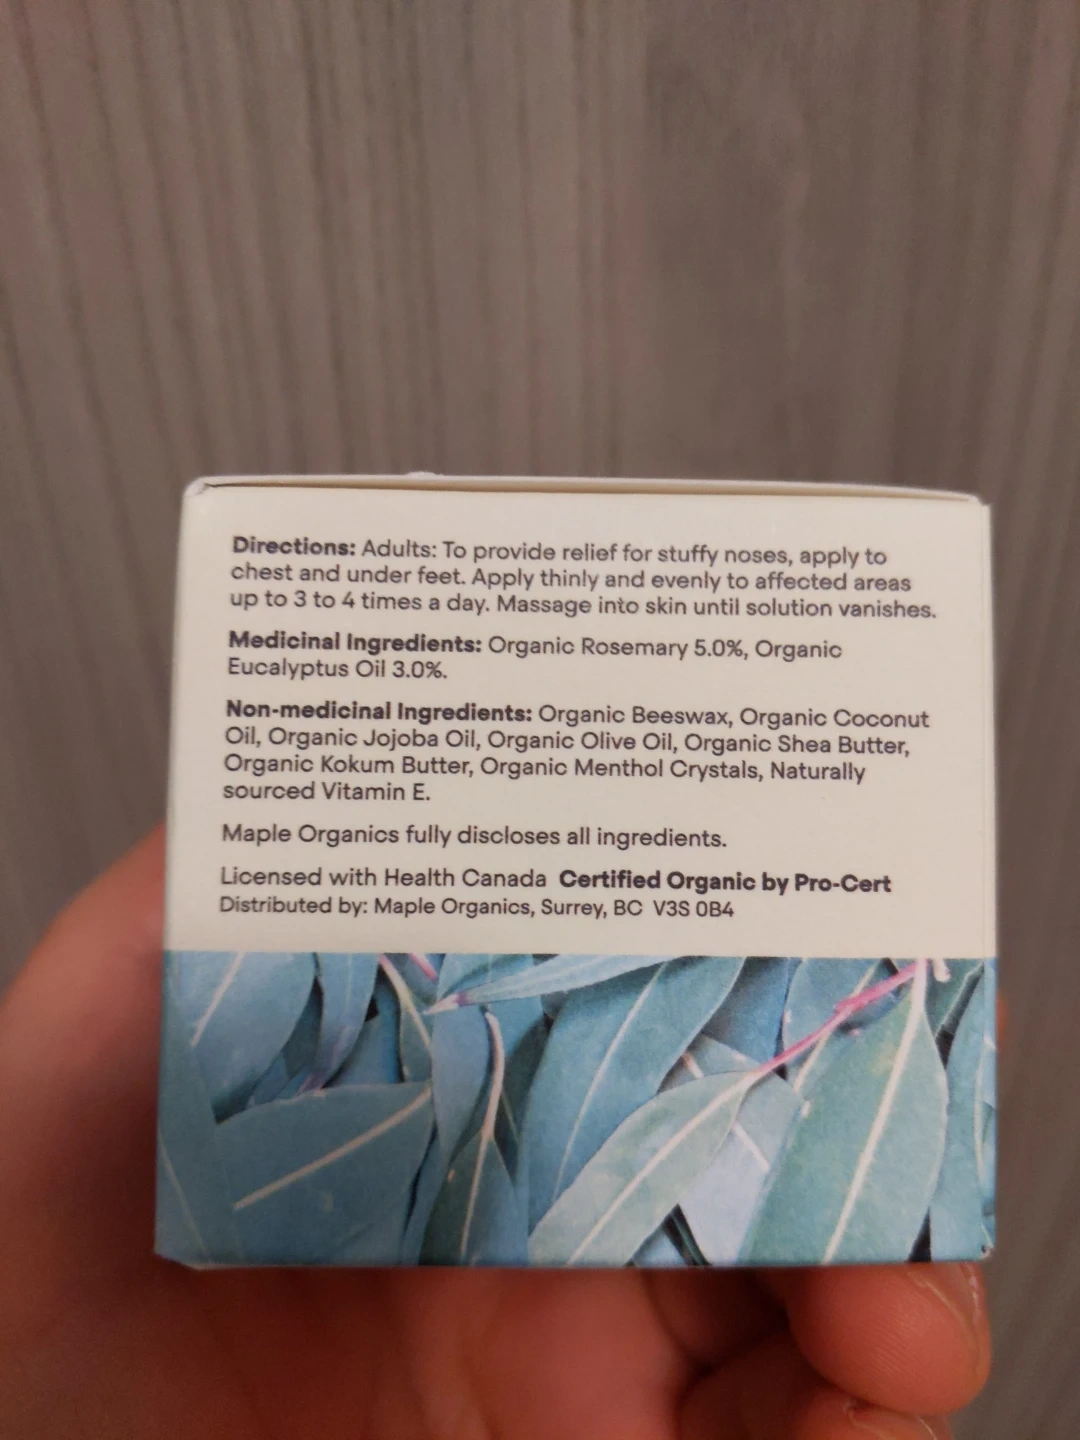 Directions: Adults: To provide relief for stuffy noses, apply to
chest and under feet. Apply thinly and evenly to affected areas
up to 3 to 4 times a day. Massage into skin until solution vanishes.
Medicinal Ingredients: Organic Rosemary 5.0%, Organic
Eucalyptus Oil 3.0%.
Non-medicinal Ingredients: Organic Beeswax, Organic Coconut
Oil, Organic Jojoba Oil, Organic Olive Oil, Organic Shea Butter,
Organic Kokum Butter, Organic Menthol Crystals, Naturally
sourced Vitamin E.
Maple Organics fully discloses all ingredients.
Licensed with Health Canada Certified Organic by Pro-Cert
Distributed by: Maple Organics, Surrey, BC V3S 0B4